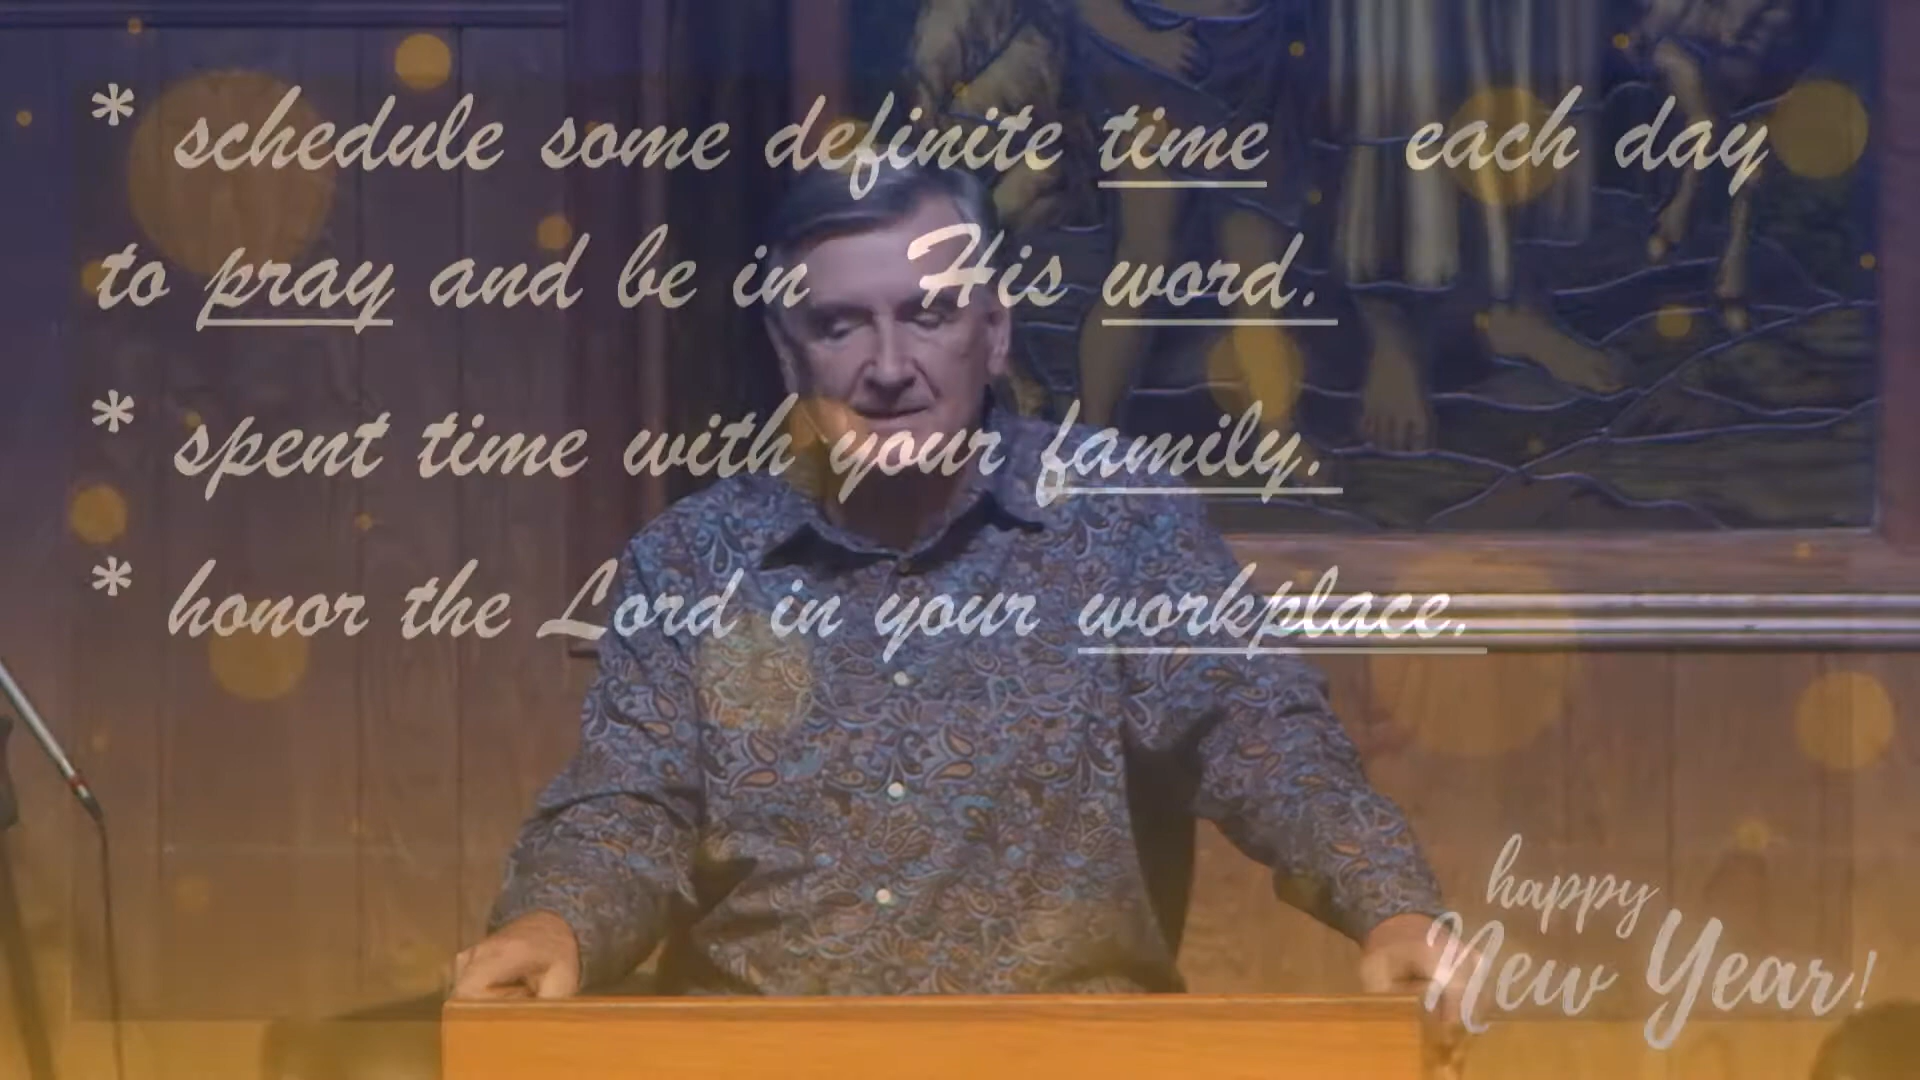 * schedule some definite time each day
to pray and be in His word.
* spent time with your family.
* honor the Lord in your workplace.
happy
New Year!